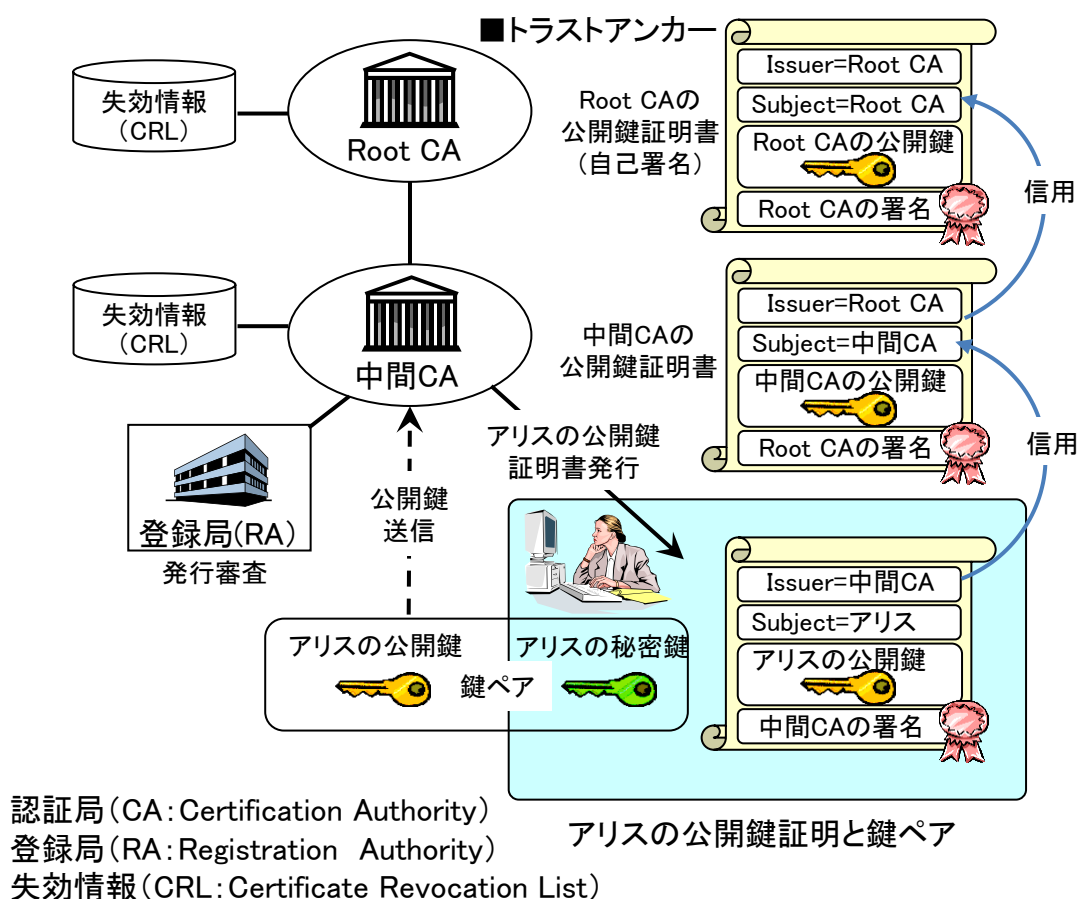 ■トラストアンカー
失効情報
(CRL)
Root CA
Root CAの
公開鍵証明書
(自己署名)
Issuer=Root CA
Subject=Root CA
Root CAの公開鍵
Root CAの署名
信用
失効情報
(CRL)
中間CA
中間CAの
公開鍵証明書
Issuer=Root CA
Subject=中間CA
中間CAの公開鍵
Root CAの署名
信用
登録局(RA)
発行審査
公開鍵
送信
アリスの公開鍵
証明書発行
Issuer=中間CA
Subject=アリス
アリスの公開鍵
中間CAの署名
アリスの公開鍵
鍵ペア
アリスの秘密鍵
アリスの公開鍵証明と鍵ペア
認証局(CA:Certification Authority)
登録局(RA:Registration Authority)
失効情報(CRL:Certificate Revocation List)